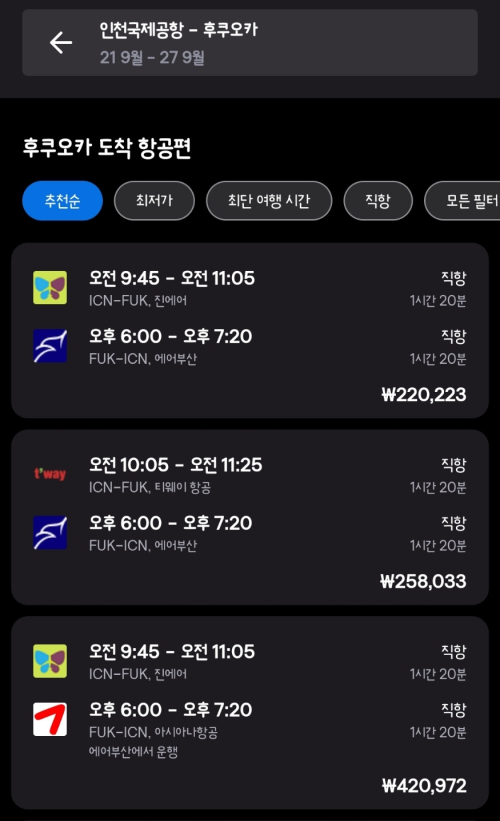 인천국제공항 – 후쿠오카
21 9월 – 27 9월
후쿠오카 도착 항공편
추천순 최저가 최단 여행 시간 직항 모든 필터
오전 9:45 – 오전 11:05 직항
ICN–FUK, 진에어 1시간 20분
오후 6:00 – 오후 7:20 직항
FUK–ICN, 에어부산 1시간 20분
₩220,223
t'way
오전 10:05 – 오전 11:25 직항
ICN–FUK, 티웨이 항공 1시간 20분
오후 6:00 – 오후 7:20 직항
FUK–ICN, 에어부산 1시간 20분
₩258,033
오전 9:45 – 오전 11:05 직항
ICN–FUK, 진에어 1시간 20분
오후 6:00 – 오후 7:20 직항
FUK–ICN, 아시아나항공 1시간 20분
에어부산에서 운행
₩420,972